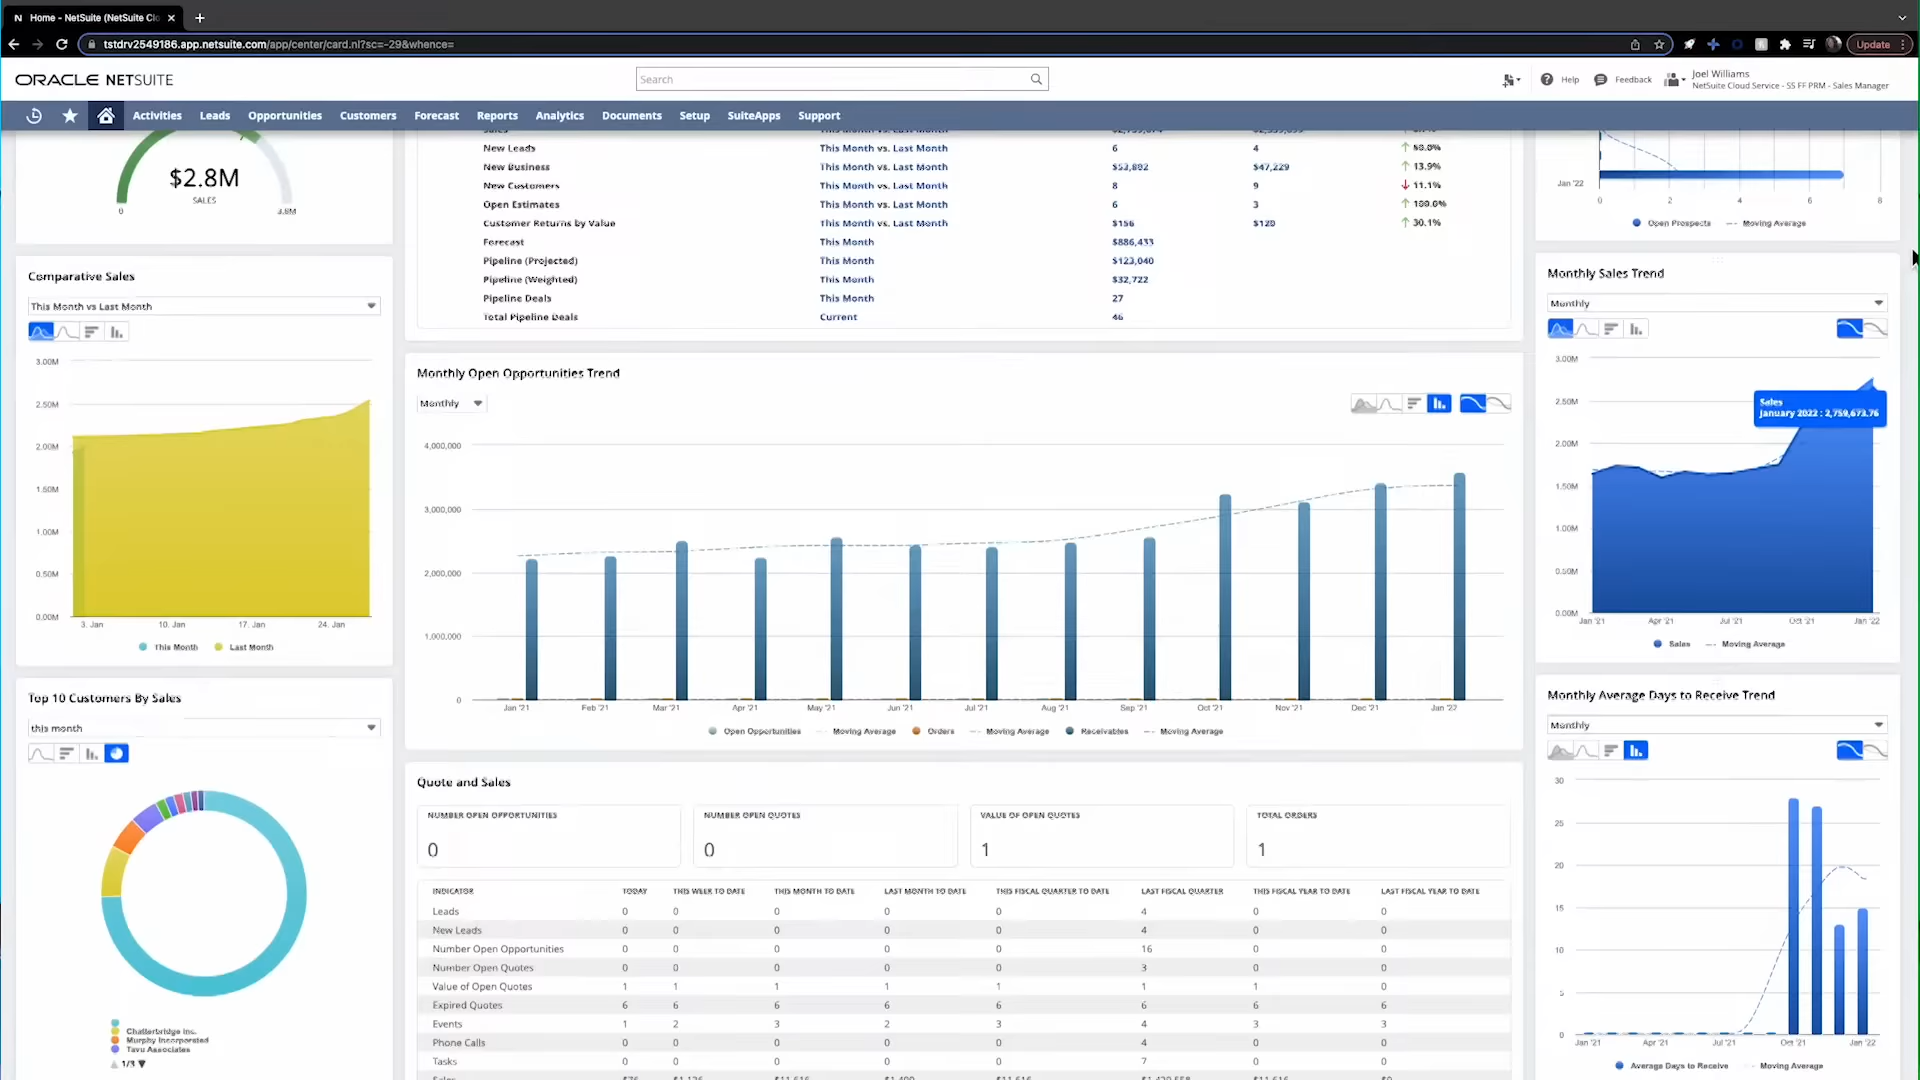 Home - NetSuite (NetSuite Clo
tstdrv2549186.app.netsuite.com/app/center/card.nl?sc=-29&whence=
Update
ORACLE NETSUITE
Search
Help
Feedback
Joel Williams
NetSuite Cloud Service - SS FF PRM - Sales Manager
Activities Leads Opportunities Customers Forecast Reports Analytics Documents Setup SuiteApps Support
$2.8M
SALES
0
3.8M
New Leads This Month vs. Last Month 6 4 50.0%
New Business This Month vs. Last Month $53,802 $47,229 13.9%
New Customers This Month vs. Last Month 8 9 11.1%
Open Estimates This Month vs. Last Month 6 3 100.0%
Customer Returns by Value This Month vs. Last Month $156 $120 30.1%
Forecast This Month $886,433
Pipeline (Projected) This Month $123,040
Pipeline (Weighted) This Month $32,722
Pipeline Deals This Month 27
Total Pipeline Deals Current 46
Jan '22
0 2 4 6 8
Open Prospects Moving Average
Comparative Sales
This Month vs Last Month
3.00M
2.50M
2.00M
1.50M
1.00M
0.50M
0.00M
3. Jan 10. Jan 17. Jan 24. Jan
This Month Last Month
Monthly Open Opportunities Trend
Monthly
4,000,000
3,000,000
2,000,000
1,000,000
0
Jan '21 Feb '21 Mar '21 Apr '21 May '21 Jun '21 Jul '21 Aug '21 Sep '21 Oct '21 Nov '21 Dec '21 Jan '22
Open Opportunities Moving Average Orders Moving Average Receivables Moving Average
Monthly Sales Trend
Monthly
3.00M
2.50M
2.00M
1.50M
1.00M
0.50M
0.00M
Sales
January 2022 : 2,759,673.76
Jan '21 Apr '21 Jul '21 Oct '21 Jan '22
Sales Moving Average
Top 10 Customers By Sales
this month
Chatterbridge Inc.
Murphy Incorporated
Tavu Associates
1/3
Quote and Sales
NUMBER OPEN OPPORTUNITIES
0
NUMBER OPEN QUOTES
0
VALUE OF OPEN QUOTES
1
TOTAL ORDERS
1
INDICATOR TODAY THIS WEEK TO DATE THIS MONTH TO DATE LAST MONTH TO DATE THIS FISCAL QUARTER TO DATE LAST FISCAL QUARTER THIS FISCAL YEAR TO DATE LAST FISCAL YEAR TO DATE
Leads 0 0 0 0 0 4 0 0
New Leads 0 0 0 0 0 4 0 0
Number Open Opportunities 0 0 0 0 0 16 0 0
Number Open Quotes 0 0 0 0 0 3 0 0
Value of Open Quotes 1 1 1 1 1 1 1 0
Expired Quotes 6 6 6 6 6 6 6 6
Events 1 2 3 2 3 4 3 3
Phone Calls 0 0 0 0 0 4 0 0
Tasks 0 0 0 0 0 7 0 0
Monthly Average Days to Receive Trend
Monthly
30
25
20
15
10
5
0
Jan '21 Apr '21 Jul '21 Oct '21 Jan '22
Average Days to Receive Moving Average